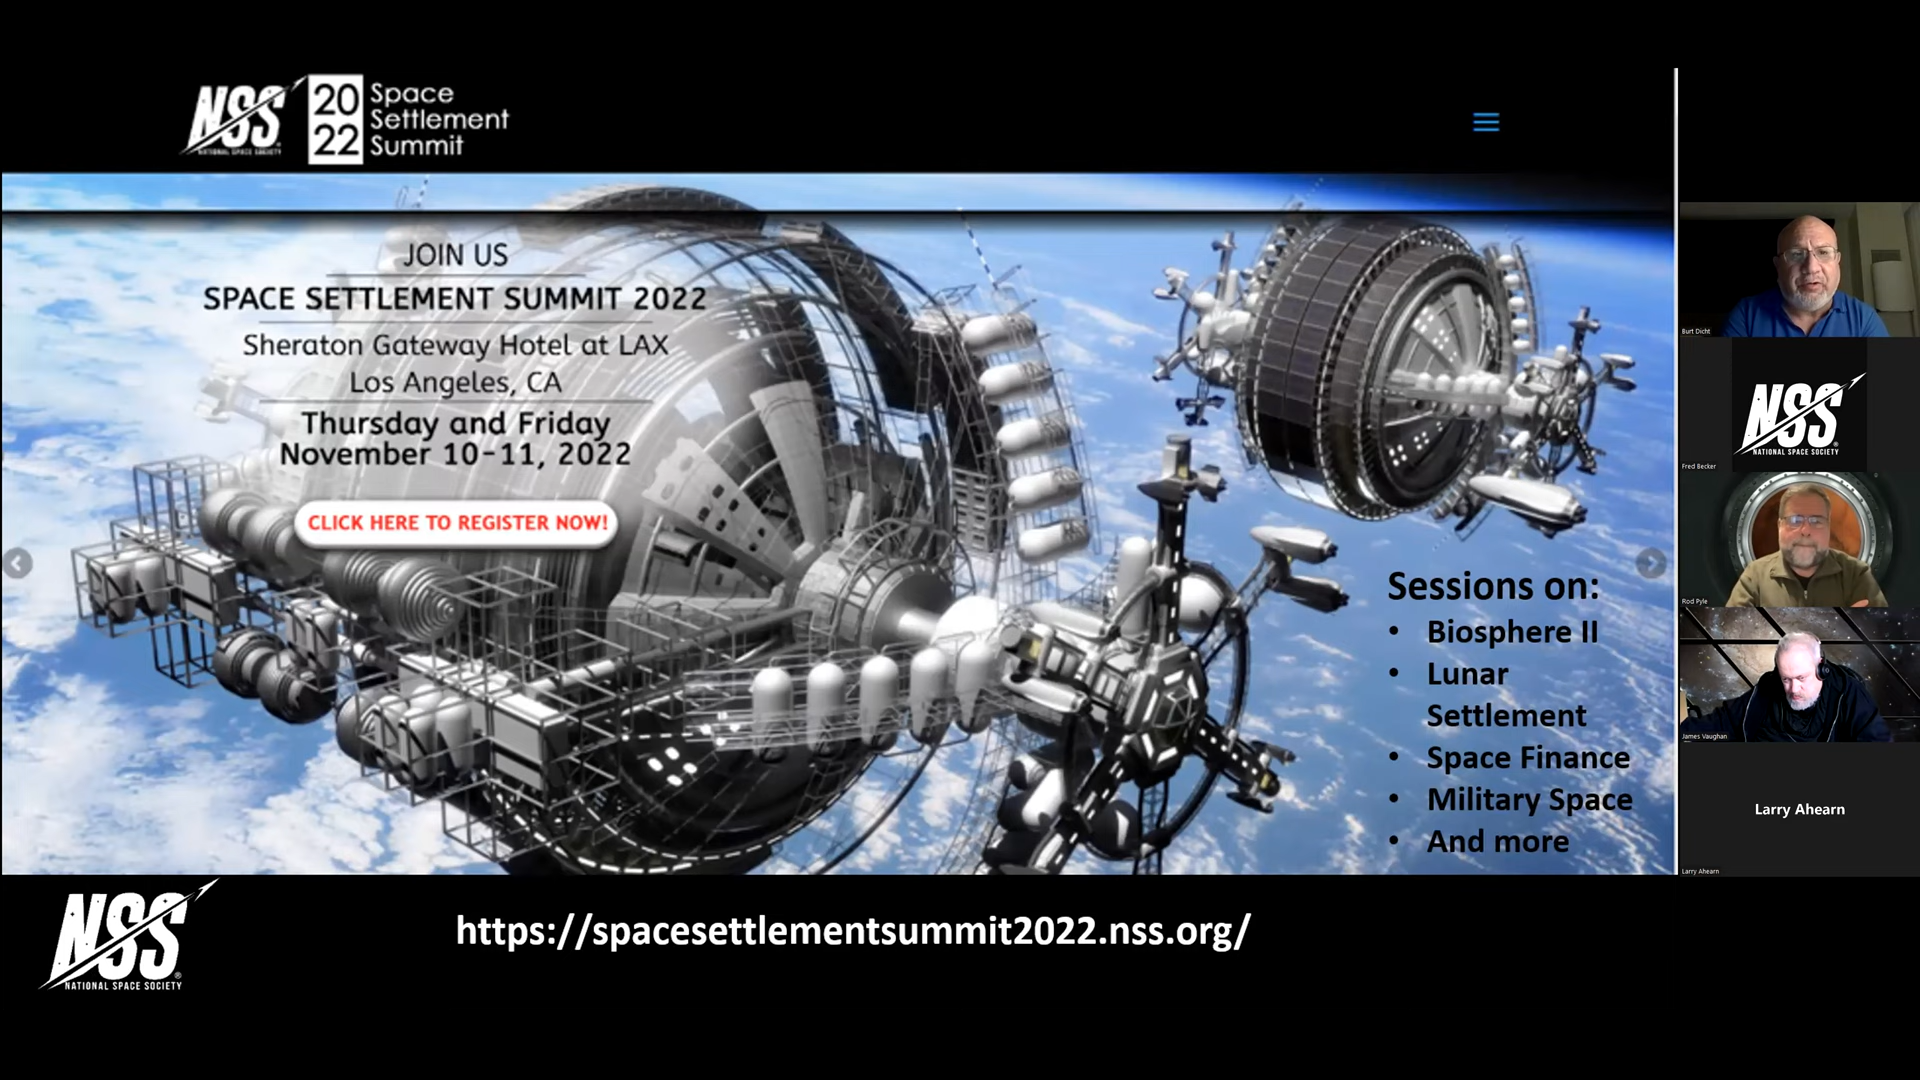 NSS
NATIONAL SPACE SOCIETY
20
22
Space
Settlement
Summit
JOIN US
SPACE SETTLEMENT SUMMIT 2022
Sheraton Gateway Hotel at LAX
Los Angeles, CA
Thursday and Friday
November 10-11, 2022
CLICK HERE TO REGISTER NOW!
Sessions on:
• Biosphere II
• Lunar
Settlement
• Space Finance
• Military Space
• And more
NSS®
NATIONAL SPACE SOCIETY
https://spacesettlementsummit2022.nss.org/
Burt Dicht
NSS®
NATIONAL SPACE SOCIETY
Fred Becker
Rod Pyle
James Vaughan
Larry Ahearn
Larry Ahearn